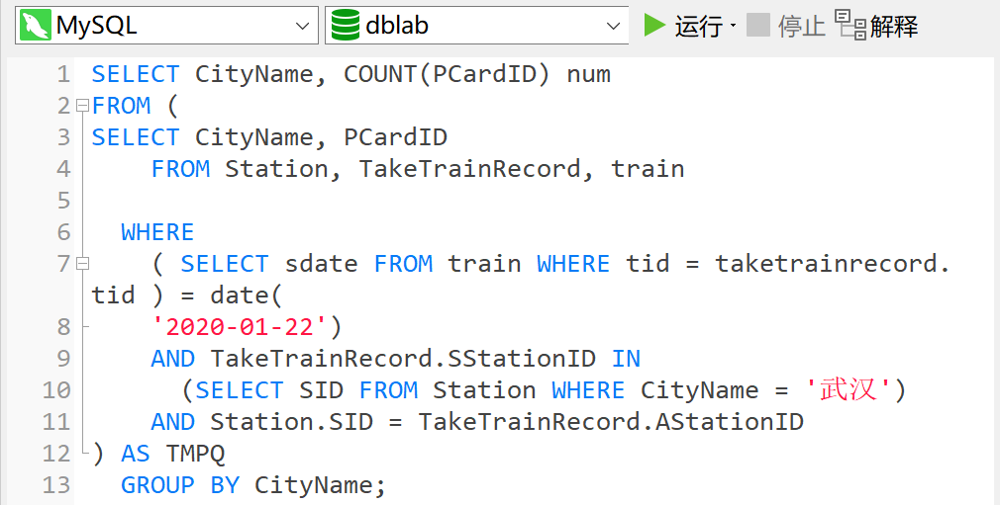 MySQL dblab 运行 停止 解释
1 SELECT CityName, COUNT(PCardID) num
2 FROM (
3 SELECT CityName, PCardID
4 FROM Station, TakeTrainRecord, train
5
6 WHERE
7 ( SELECT sdate FROM train WHERE tid = taketrainrecord.
tid ) = date(
8 '2020-01-22')
9 AND TakeTrainRecord.SStationID IN
10 (SELECT SID FROM Station WHERE CityName = '武汉')
11 AND Station.SID = TakeTrainRecord.AStationID
12 ) AS TMPQ
13 GROUP BY CityName;